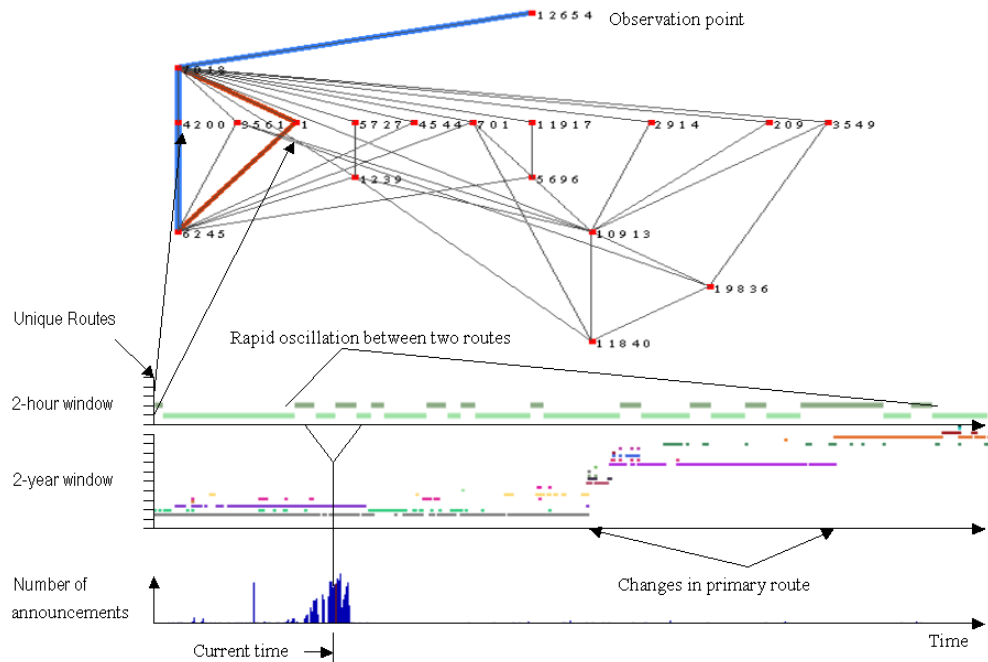 12654
Observation point
7018
4200
3561
1
5727
4544
701
11917
2914
209
3549
1239
5696
6245
10913
19836
11840
Unique Routes
Rapid oscillation between two routes
2-hour window
2-year window
Changes in primary route
Number of
announcements
Time
Current time